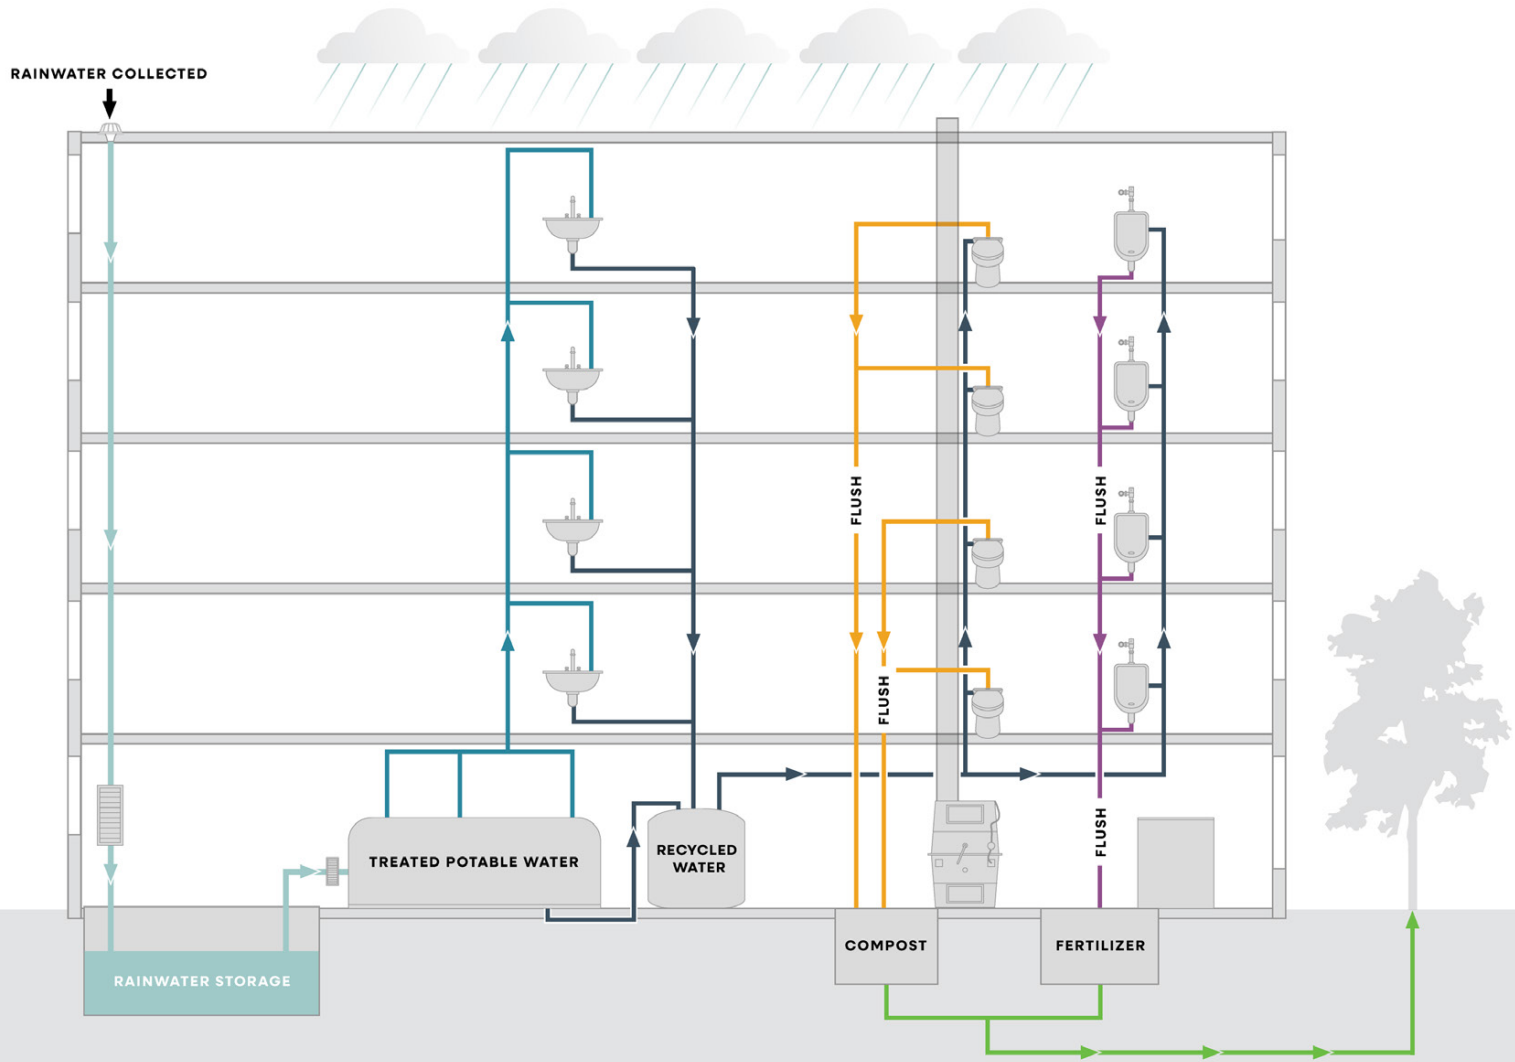 RAINWATER COLLECTED
FLUSH
FLUSH
FLUSH
FLUSH
TREATED POTABLE WATER
RECYCLED
WATER
COMPOST
FERTILIZER
RAINWATER STORAGE